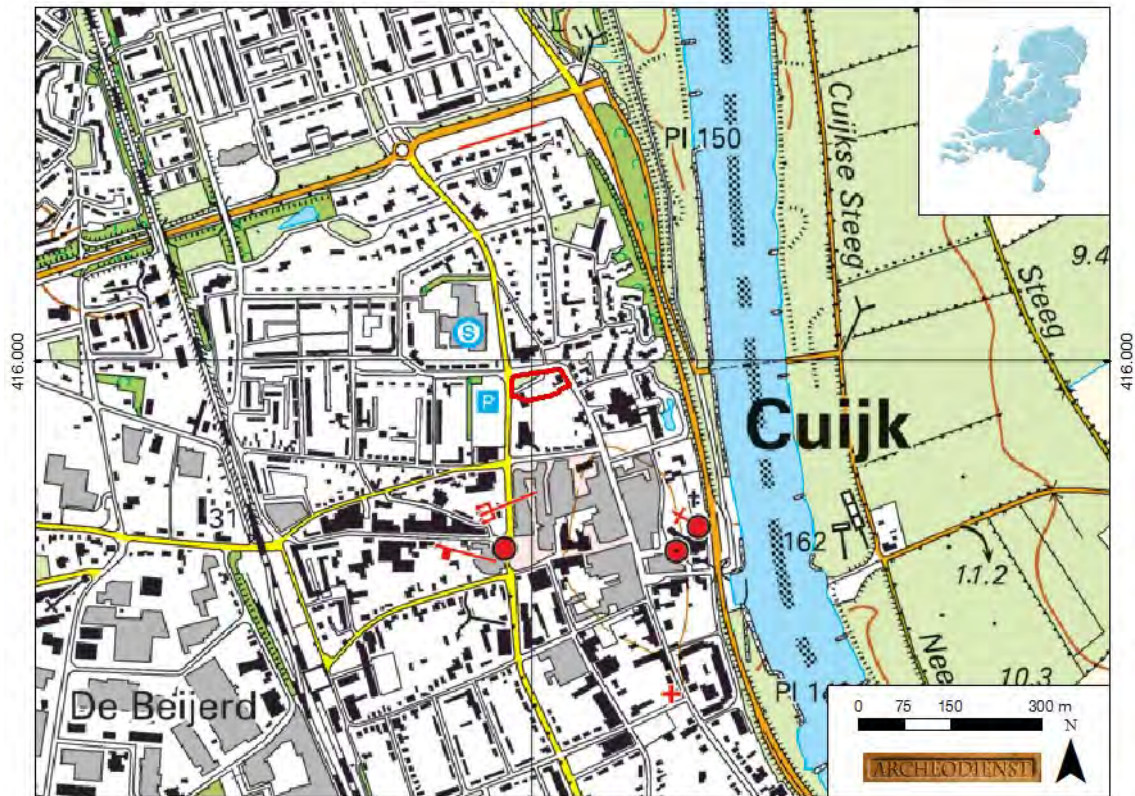 Pl 150
Cuijkse Steeg
Steeg
9.4
416.000
416.000
S
P
Cuijk
31
162
1.1.2
10.3
De Beijerd
0 75 150 300 m
N
ARCHEODIENST